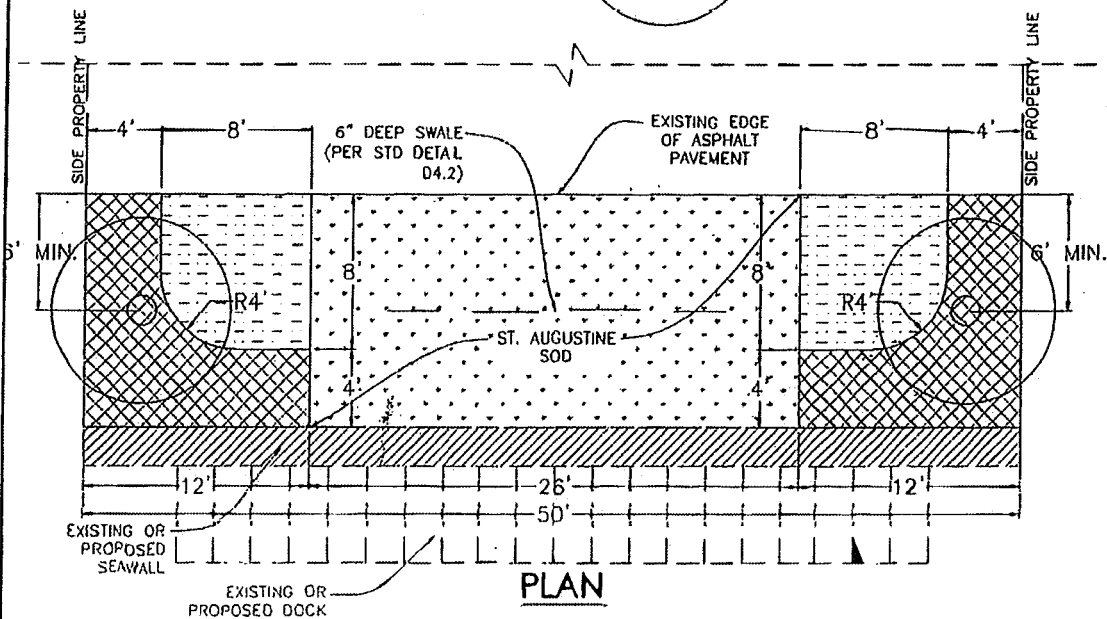 SIDE PROPERTY LINE
SIDE PROPERTY LINE
4'
8'
6" DEEP SWALE
(PER STD DETAL
D4.2)
EXISTING EDGE
OF ASPHALT
PAVEMENT
8'
4'
6' MIN.
6' MIN.
8'
8'
R4'
R4'
ST. AUGUSTINE
SOD
4'
4'
12'
26'
12'
50'
EXISTING OR
PROPOSED
SEAWALL
EXISTING OR
PROPOSED DOCK
PLAN